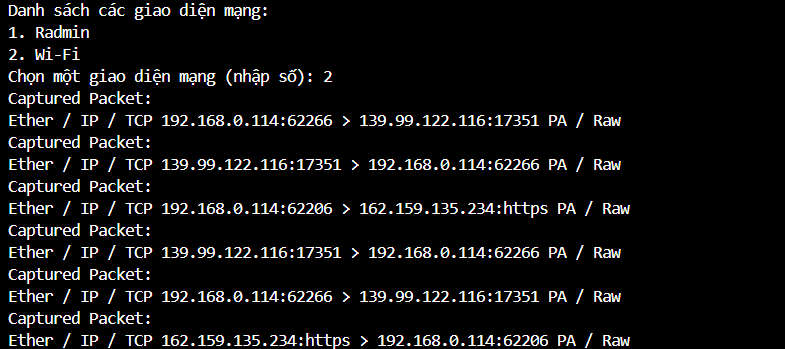 Danh sách các giao diện mạng:
1. Radmin
2. Wi-Fi
Chọn một giao diện mạng (nhập số): 2
Captured Packet:
Ether / IP / TCP 192.168.0.114:62266 > 139.99.122.116:17351 PA / Raw
Captured Packet:
Ether / IP / TCP 139.99.122.116:17351 > 192.168.0.114:62266 PA / Raw
Captured Packet:
Ether / IP / TCP 192.168.0.114:62206 > 162.159.135.234:https PA / Raw
Captured Packet:
Ether / IP / TCP 139.99.122.116:17351 > 192.168.0.114:62266 PA / Raw
Captured Packet:
Ether / IP / TCP 192.168.0.114:62266 > 139.99.122.116:17351 PA / Raw
Captured Packet:
Ether / IP / TCP 162.159.135.234:https > 192.168.0.114:62206 PA / Raw